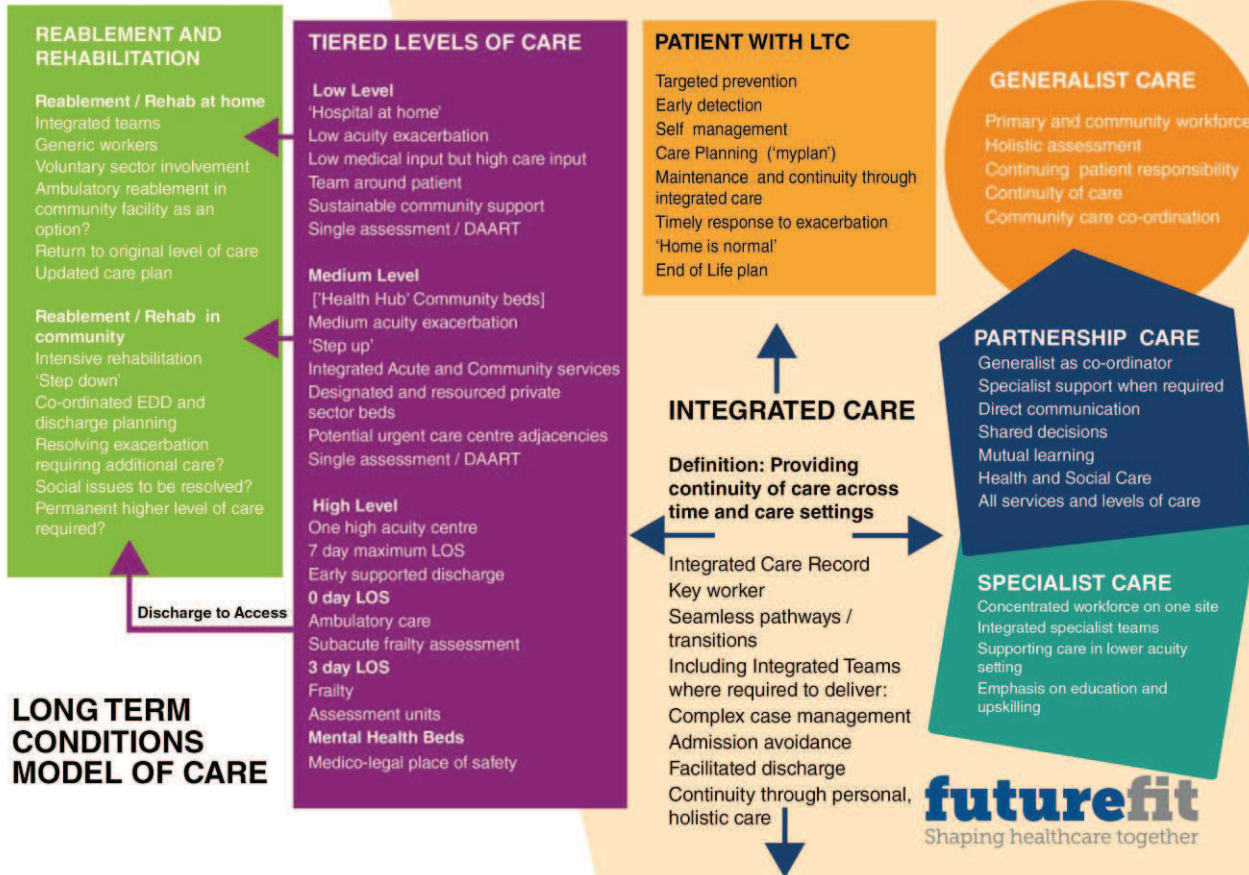 REABLEMENT AND
REHABILITATION
Reablement / Rehab at home
Integrated teams
Generic workers
Voluntary sector involvement
Ambulatory reablement in
community facility as an
option?
Return to original level of care
Updated care plan
Reablement / Rehab in
community
Intensive rehabilitation
'Step down'
Co-ordinated EDD and
discharge planning
Resolving exacerbation
requiring additional care?
Social issues to be resolved?
Permanent higher level of care
required?
Discharge to Access
LONG TERM
CONDITIONS
MODEL OF CARE
TIERED LEVELS OF CARE
Low Level
'Hospital at home'
Low acuity exacerbation
Low medical input but high care input
Team around patient
Sustainable community support
Single assessment / DAART
Medium Level
['Health Hub' Community beds]
Medium acuity exacerbation
'Step up'
Integrated Acute and Community services
Designated and resourced private
sector beds
Potential urgent care centre adjacencies
Single assessment / DAART
High Level
One high acuity centre
7 day maximum LOS
Early supported discharge
0 day LOS
Ambulatory care
Subacute frailty assessment
3 day LOS
Frailty
Assessment units
Mental Health Beds
Medico-legal place of safety
PATIENT WITH LTC
Targeted prevention
Early detection
Self management
Care Planning ('myplan')
Maintenance and continuity through
integrated care
Timely response to exacerbation
'Home is normal'
End of Life plan
INTEGRATED CARE
Definition: Providing
continuity of care across
time and care settings
Integrated Care Record
Key worker
Seamless pathways /
transitions
Including Integrated Teams
where required to deliver:
Complex case management
Admission avoidance
Facilitated discharge
Continuity through personal,
holistic care
GENERALIST CARE
Primary and community workforce
Holistic assessment
Continuing patient responsibility
Continuity of care
Community care co-ordination
PARTNERSHIP CARE
Generalist as co-ordinator
Specialist support when required
Direct communication
Shared decisions
Mutual learning
Health and Social Care
All services and levels of care
SPECIALIST CARE
Concentrated workforce on one site
Integrated specialist teams
Supporting care in lower acuity
setting
Emphasis on education and
upskilling
futurefit
Shaping healthcare together